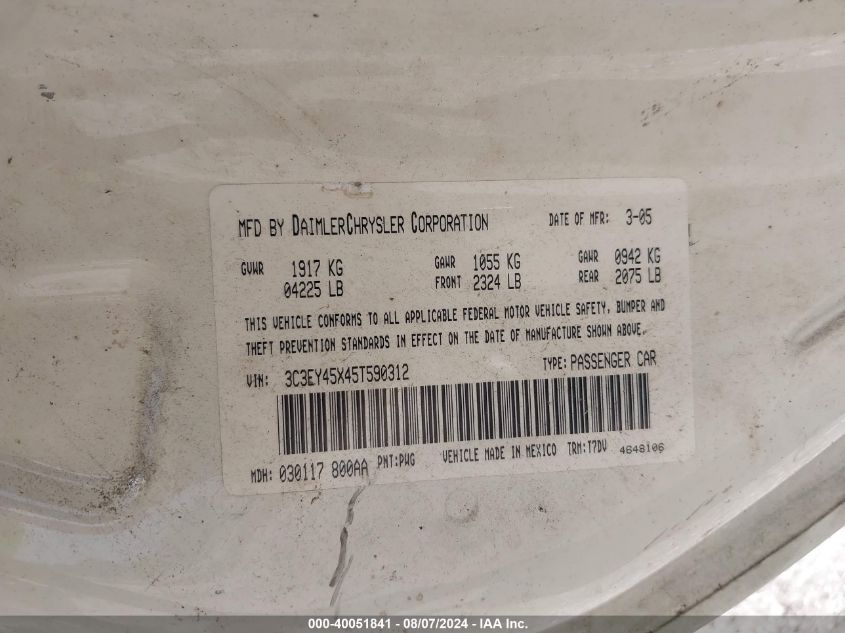 MFD BY DAIMLERCHRYSLER CORPORATION DATE OF MFR: 3-05
GVWR 1917 KG GAWR 1055 KG GAWR 0942 KG
04225 LB FRONT 2324 LB REAR 2075 LB
THIS VEHICLE CONFORMS TO ALL APPLICABLE FEDERAL MOTOR VEHICLE SAFETY, BUMPER AND
THEFT PREVENTION STANDARDS IN EFFECT ON THE DATE OF MANUFACTURE SHOWN ABOVE.
VIN: 3C3EY45X45T590312 TYPE: PASSENGER CAR
MDH: 030117 800AA PNT:PWG VEHICLE MADE IN MEXICO TRM:T7DV 4648106
000-40051841 - 08/07/2024 - IAA Inc.